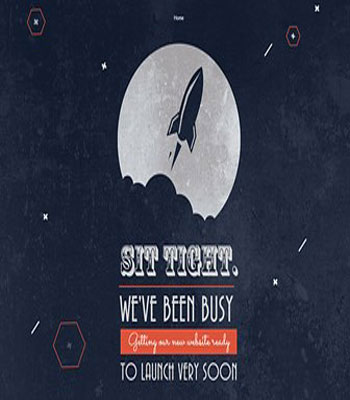 Home
SIT TIGHT.
WE'VE BEEN BUSY
Getting our new website ready
TO LAUNCH VERY SOON